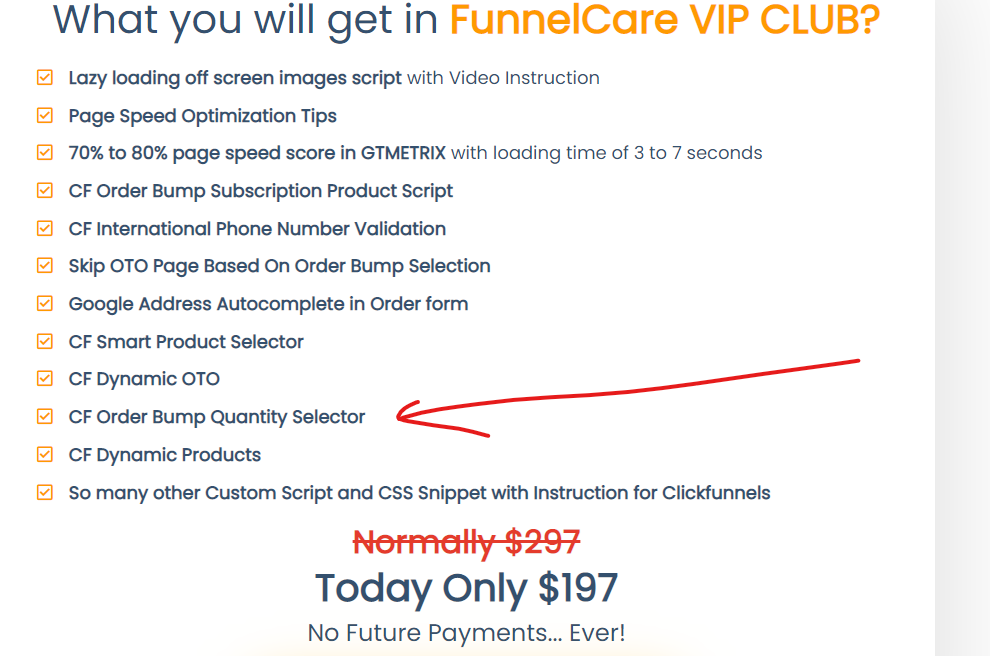 What you will get in FunnelCare VIP CLUB?
Lazy loading off screen images script with Video Instruction
Page Speed Optimization Tips
70% to 80% page speed score in GTMETRIX with loading time of 3 to 7 seconds
CF Order Bump Subscription Product Script
CF International Phone Number Validation
Skip OTO Page Based On Order Bump Selection
Google Address Autocomplete in Order form
CF Smart Product Selector
CF Dynamic OTO
CF Order Bump Quantity Selector
CF Dynamic Products
So many other Custom Script and CSS Snippet with Instruction for Clickfunnels
Normally $297
Today Only $197
No Future Payments... Ever!